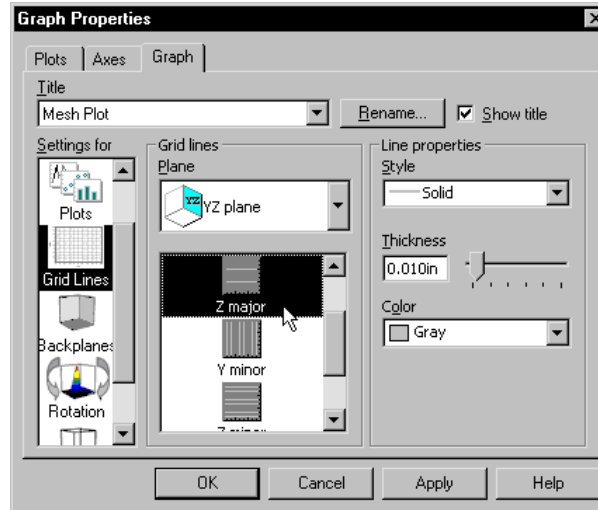 Graph Properties
Plots Axes Graph
Title
Mesh Plot Rename... Show title
Settings for Grid lines Line properties
Plane Style
Plots YZ YZ plane Solid
Thickness
Grid Lines Z major 0.010in
Color
Backplanes Y minor Gray
Rotation
Z minor
OK Cancel Apply Help